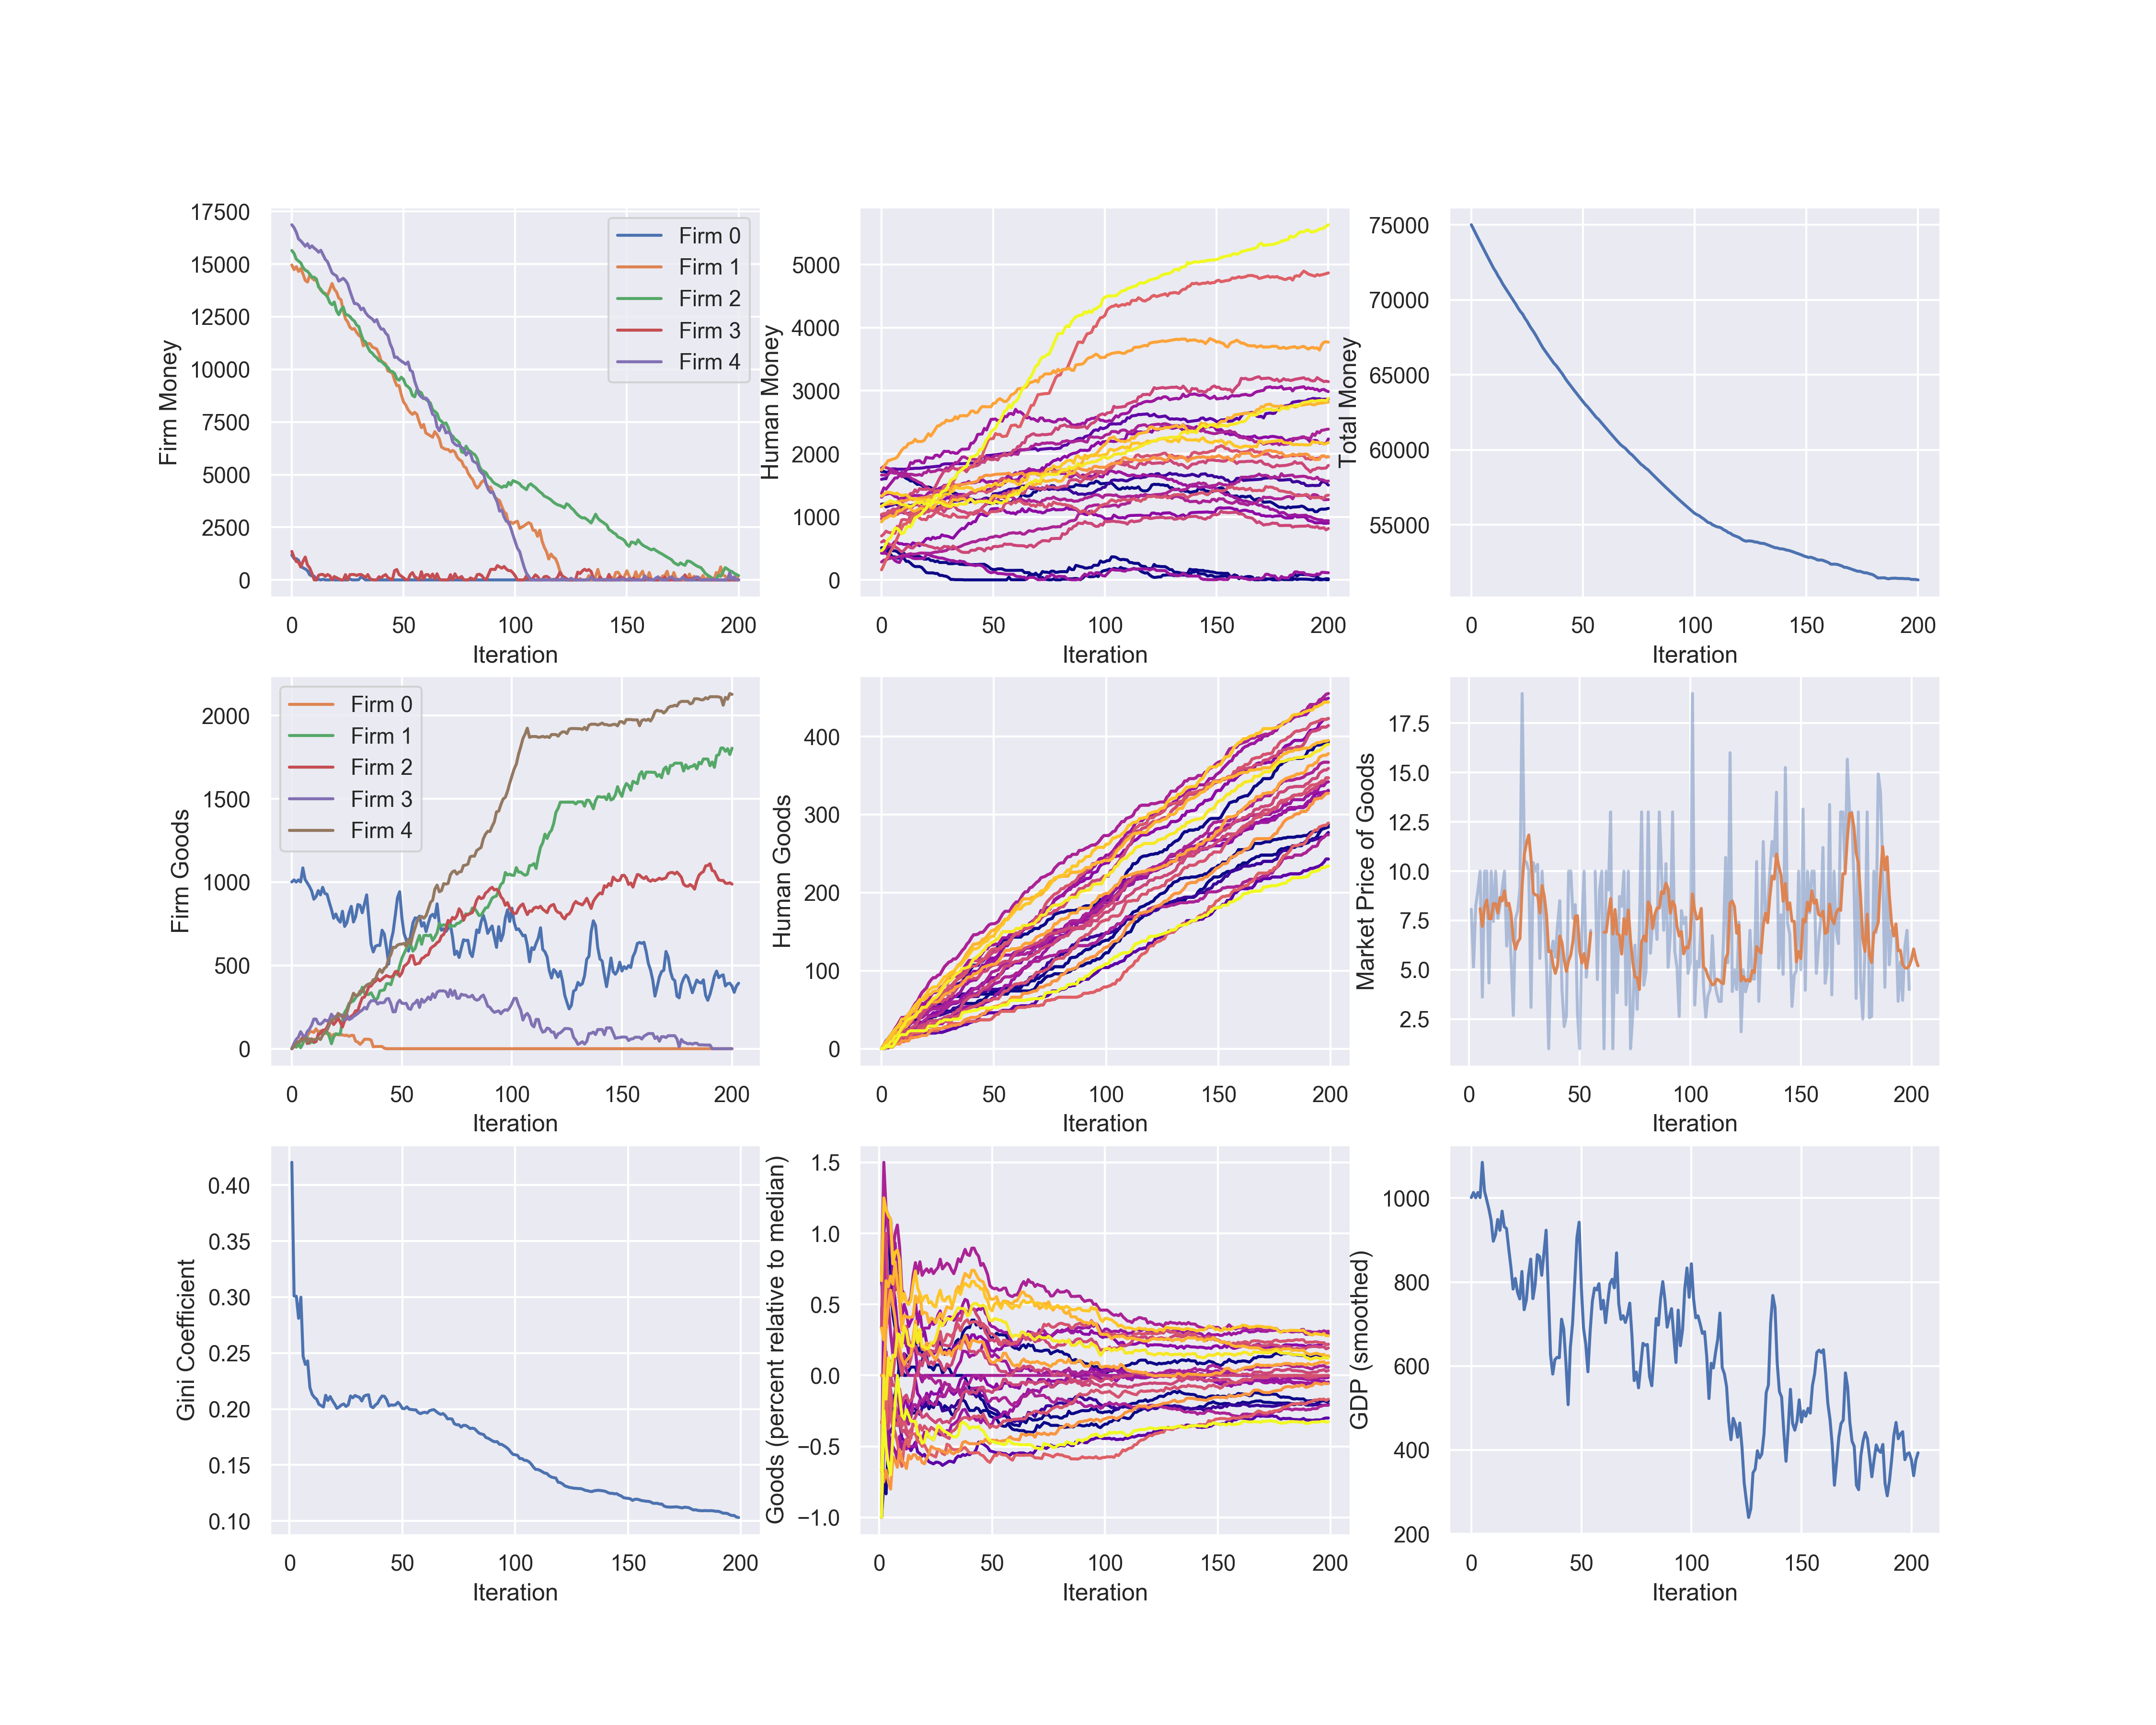 Firm Money
17500
15000
12500
10000
7500
5000
2500
0
Firm 0
Firm 1
Firm 2
Firm 3
Firm 4
0 50 100 150 200
Iteration
Human Money
5000
4000
3000
2000
1000
0
0 50 100 150 200
Iteration
Total Money
75000
70000
65000
60000
55000
0 50 100 150 200
Iteration
Firm Goods
2000
1500
1000
500
0
Firm 0
Firm 1
Firm 2
Firm 3
Firm 4
0 50 100 150 200
Iteration
Human Goods
400
300
200
100
0
0 50 100 150 200
Iteration
Market Price of Goods
17.5
15.0
12.5
10.0
7.5
5.0
2.5
0 50 100 150 200
Iteration
Gini Coefficient
0.40
0.35
0.30
0.25
0.20
0.15
0.10
0 50 100 150 200
Iteration
Goods (percent relative to median)
1.5
1.0
0.5
0.0
−0.5
−1.0
0 50 100 150 200
Iteration
GDP (smoothed)
1000
800
600
400
200
0 50 100 150 200
Iteration